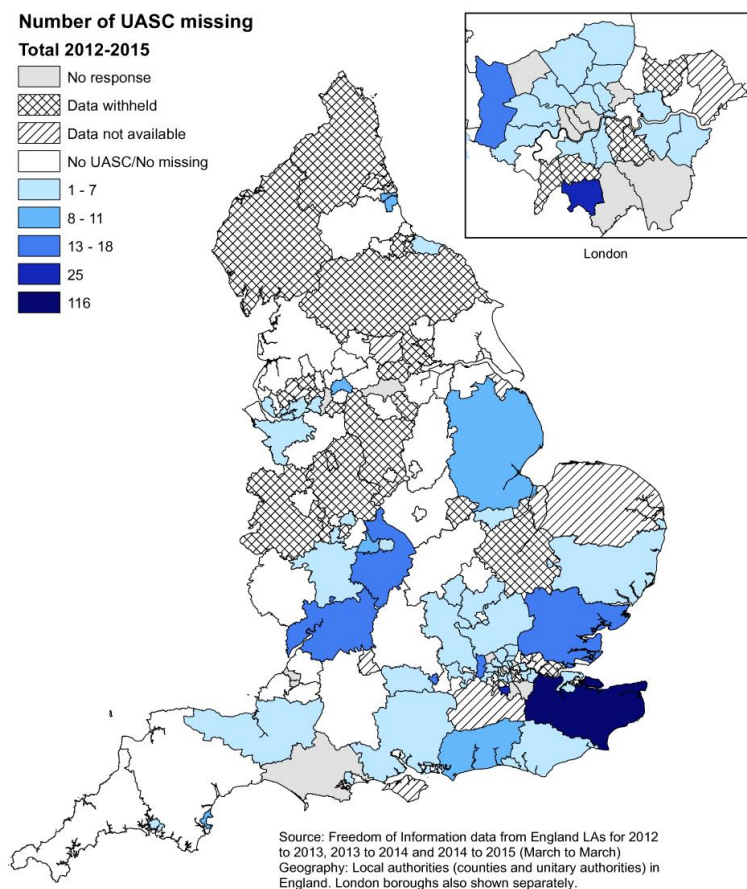 Number of UASC missing
Total 2012-2015
No response
Data withheld
Data not available
No UASC/No missing
1 - 7
8 - 11
13 - 18
25
116
London
Source: Freedom of Information data from England LAs for 2012
to 2013, 2013 to 2014 and 2014 to 2015 (March to March)
Geography: Local authorities (counties and unitary authorities) in
England. London boroughs also shown separately.